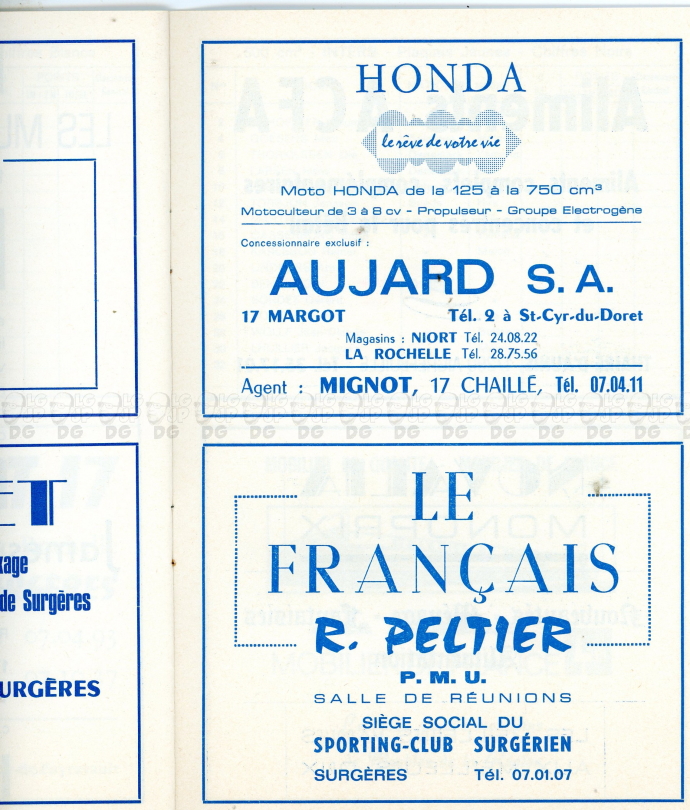 HONDA
le rêve de votre vie
Moto HONDA de la 125 à la 750 cm³
Motoculteur de 3 à 8 cv - Propulseur - Groupe Electrogène
Concessionnaire exclusif :
AUJARD S. A.
17 MARGOT Tél. 2 à St-Cyr-du-Doret
Magasins : NIORT Tél. 24.08.22
LA ROCHELLE Tél. 28.75.56
Agent : MIGNOT, 17 CHAILLÉ, Tél. 07.04.11
LE
FRANÇAIS
R. PELTIER
P. M. U.
SALLE DE RÉUNIONS
SIÈGE SOCIAL DU
SPORTING-CLUB SURGÉRIEN
SURGÈRES Tél. 07.01.07
ET
de Surgères
URGÈRES